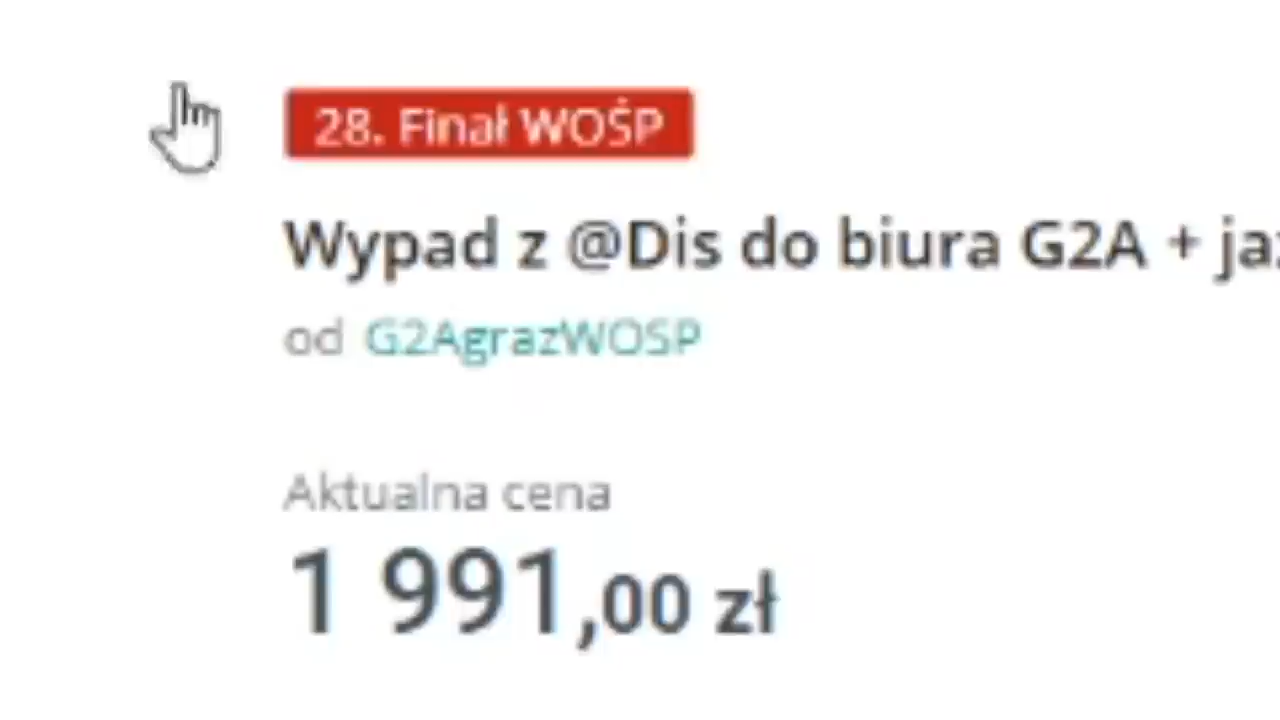 28. Finał WOŚP
Wypad z @Dis do biura G2A +
od G2AgrazWOSP
Aktualna cena
1 991,00 zł